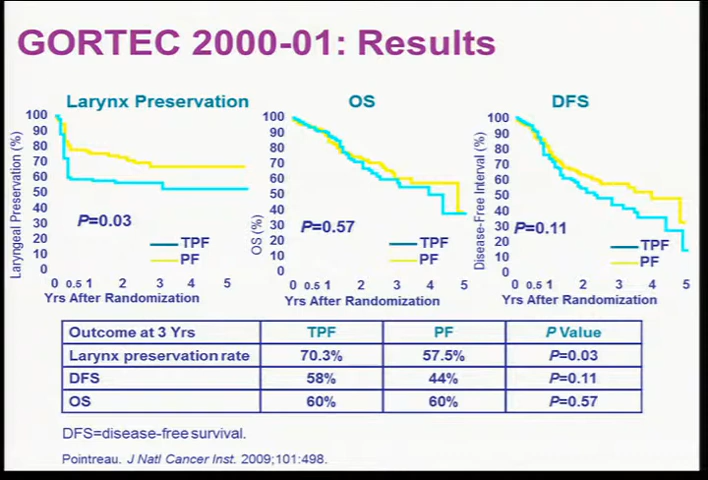 GORTEC 2000-01: Results
Larynx Preservation
Laryngeal Preservation (%)
100
90
80
70
60
50
40
30
20
10
0
P=0.03
TPF
PF
0 0.5 1 2 3 4 5
Yrs After Randomization
OS
OS (%)
100
90
80
70
60
50
40
30
20
10
0
P=0.57
TPF
PF
0 0.5 1 2 3 4 5
Yrs After Randomization
DFS
Disease-Free Interval (%)
100
90
80
70
60
50
40
30
20
10
0
P=0.11
TPF
PF
0 0.5 1 2 3 4 5
Yrs After Randomization
Outcome at 3 Yrs TPF PF P Value
Larynx preservation rate 70.3% 57.5% P=0.03
DFS 58% 44% P=0.11
OS 60% 60% P=0.57
DFS=disease-free survival.
Pointreau. J Natl Cancer Inst. 2009;101:498.